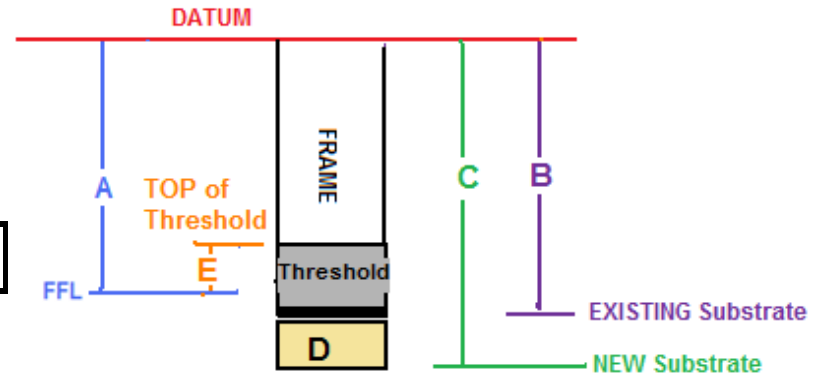 DATUM
FRAME
A
TOP of
Threshold
C
B
E
Threshold
FFL
EXISTING Substrate
D
NEW Substrate